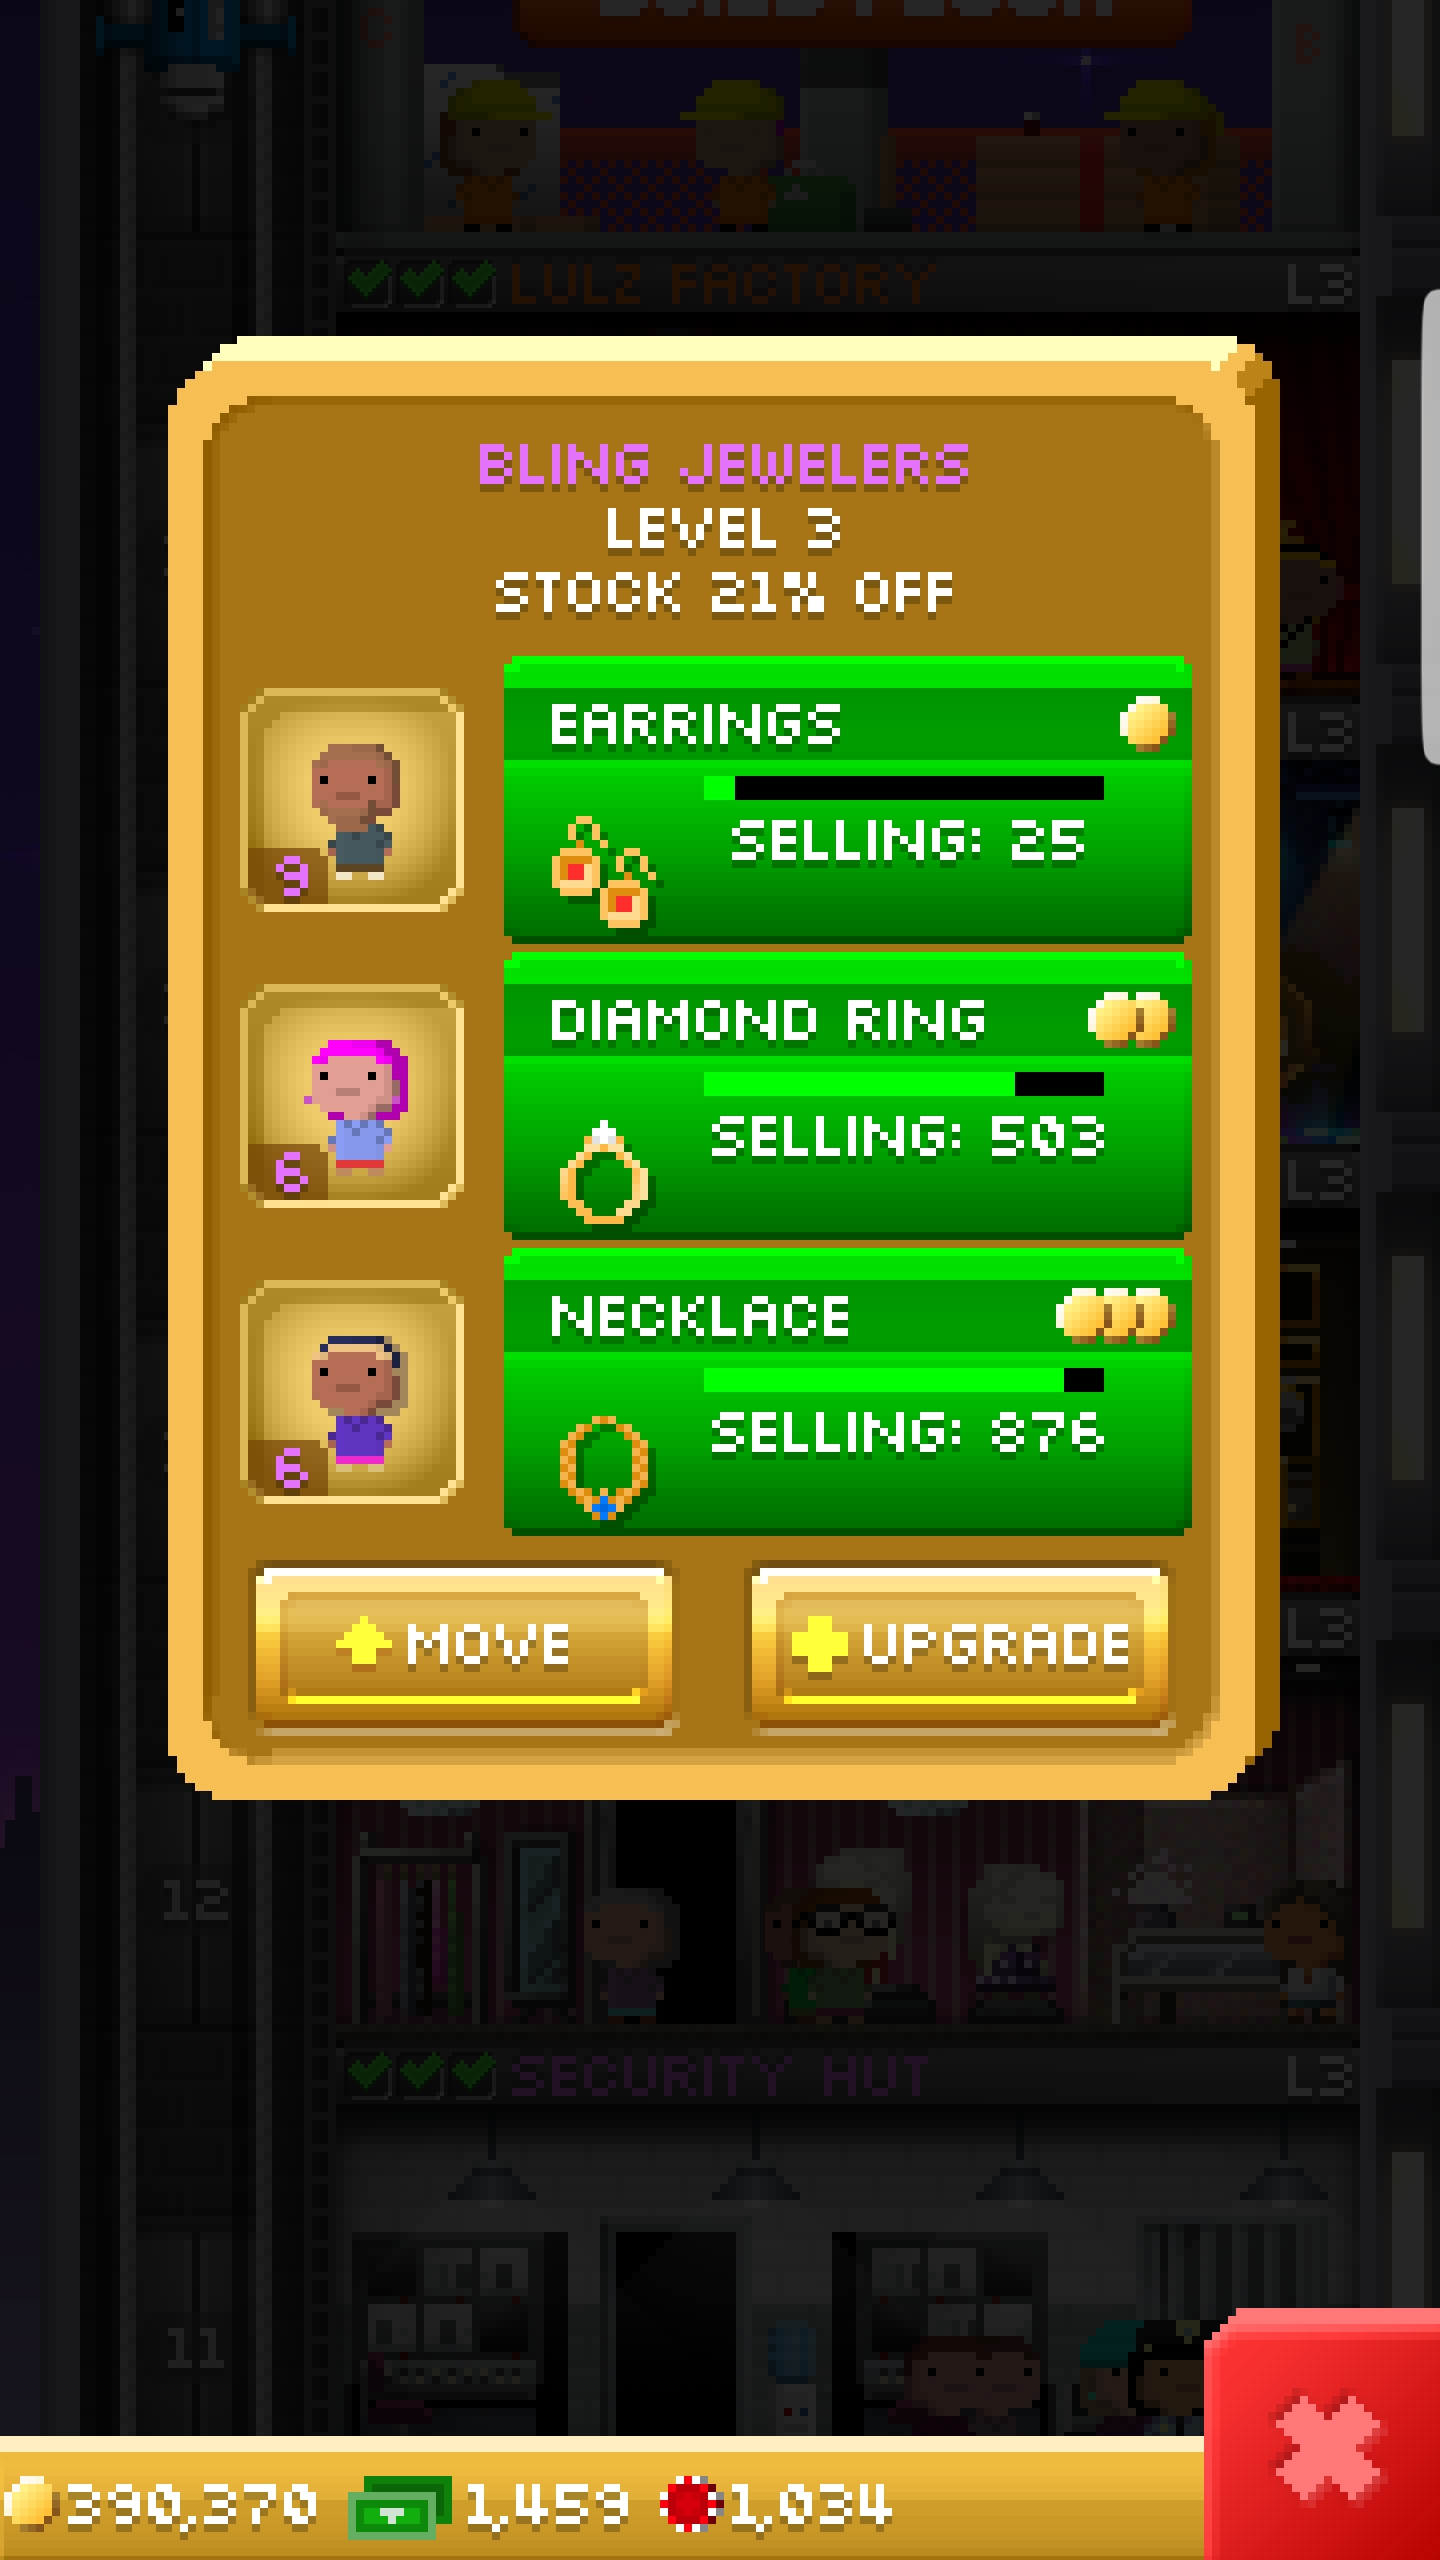 C
B
LULZ FACTORY
L3
BLING JEWELERS
LEVEL 3
STOCK 21% OFF
EARRINGS
L3
SELLING: 25
9
DIAMOND RING
SELLING: 503
6
L3
NECKLACE
SELLING: 876
6
MOVE
UPGRADE
L3
12
SECURITY HUT
L3
11
390,370 1,459 1,034